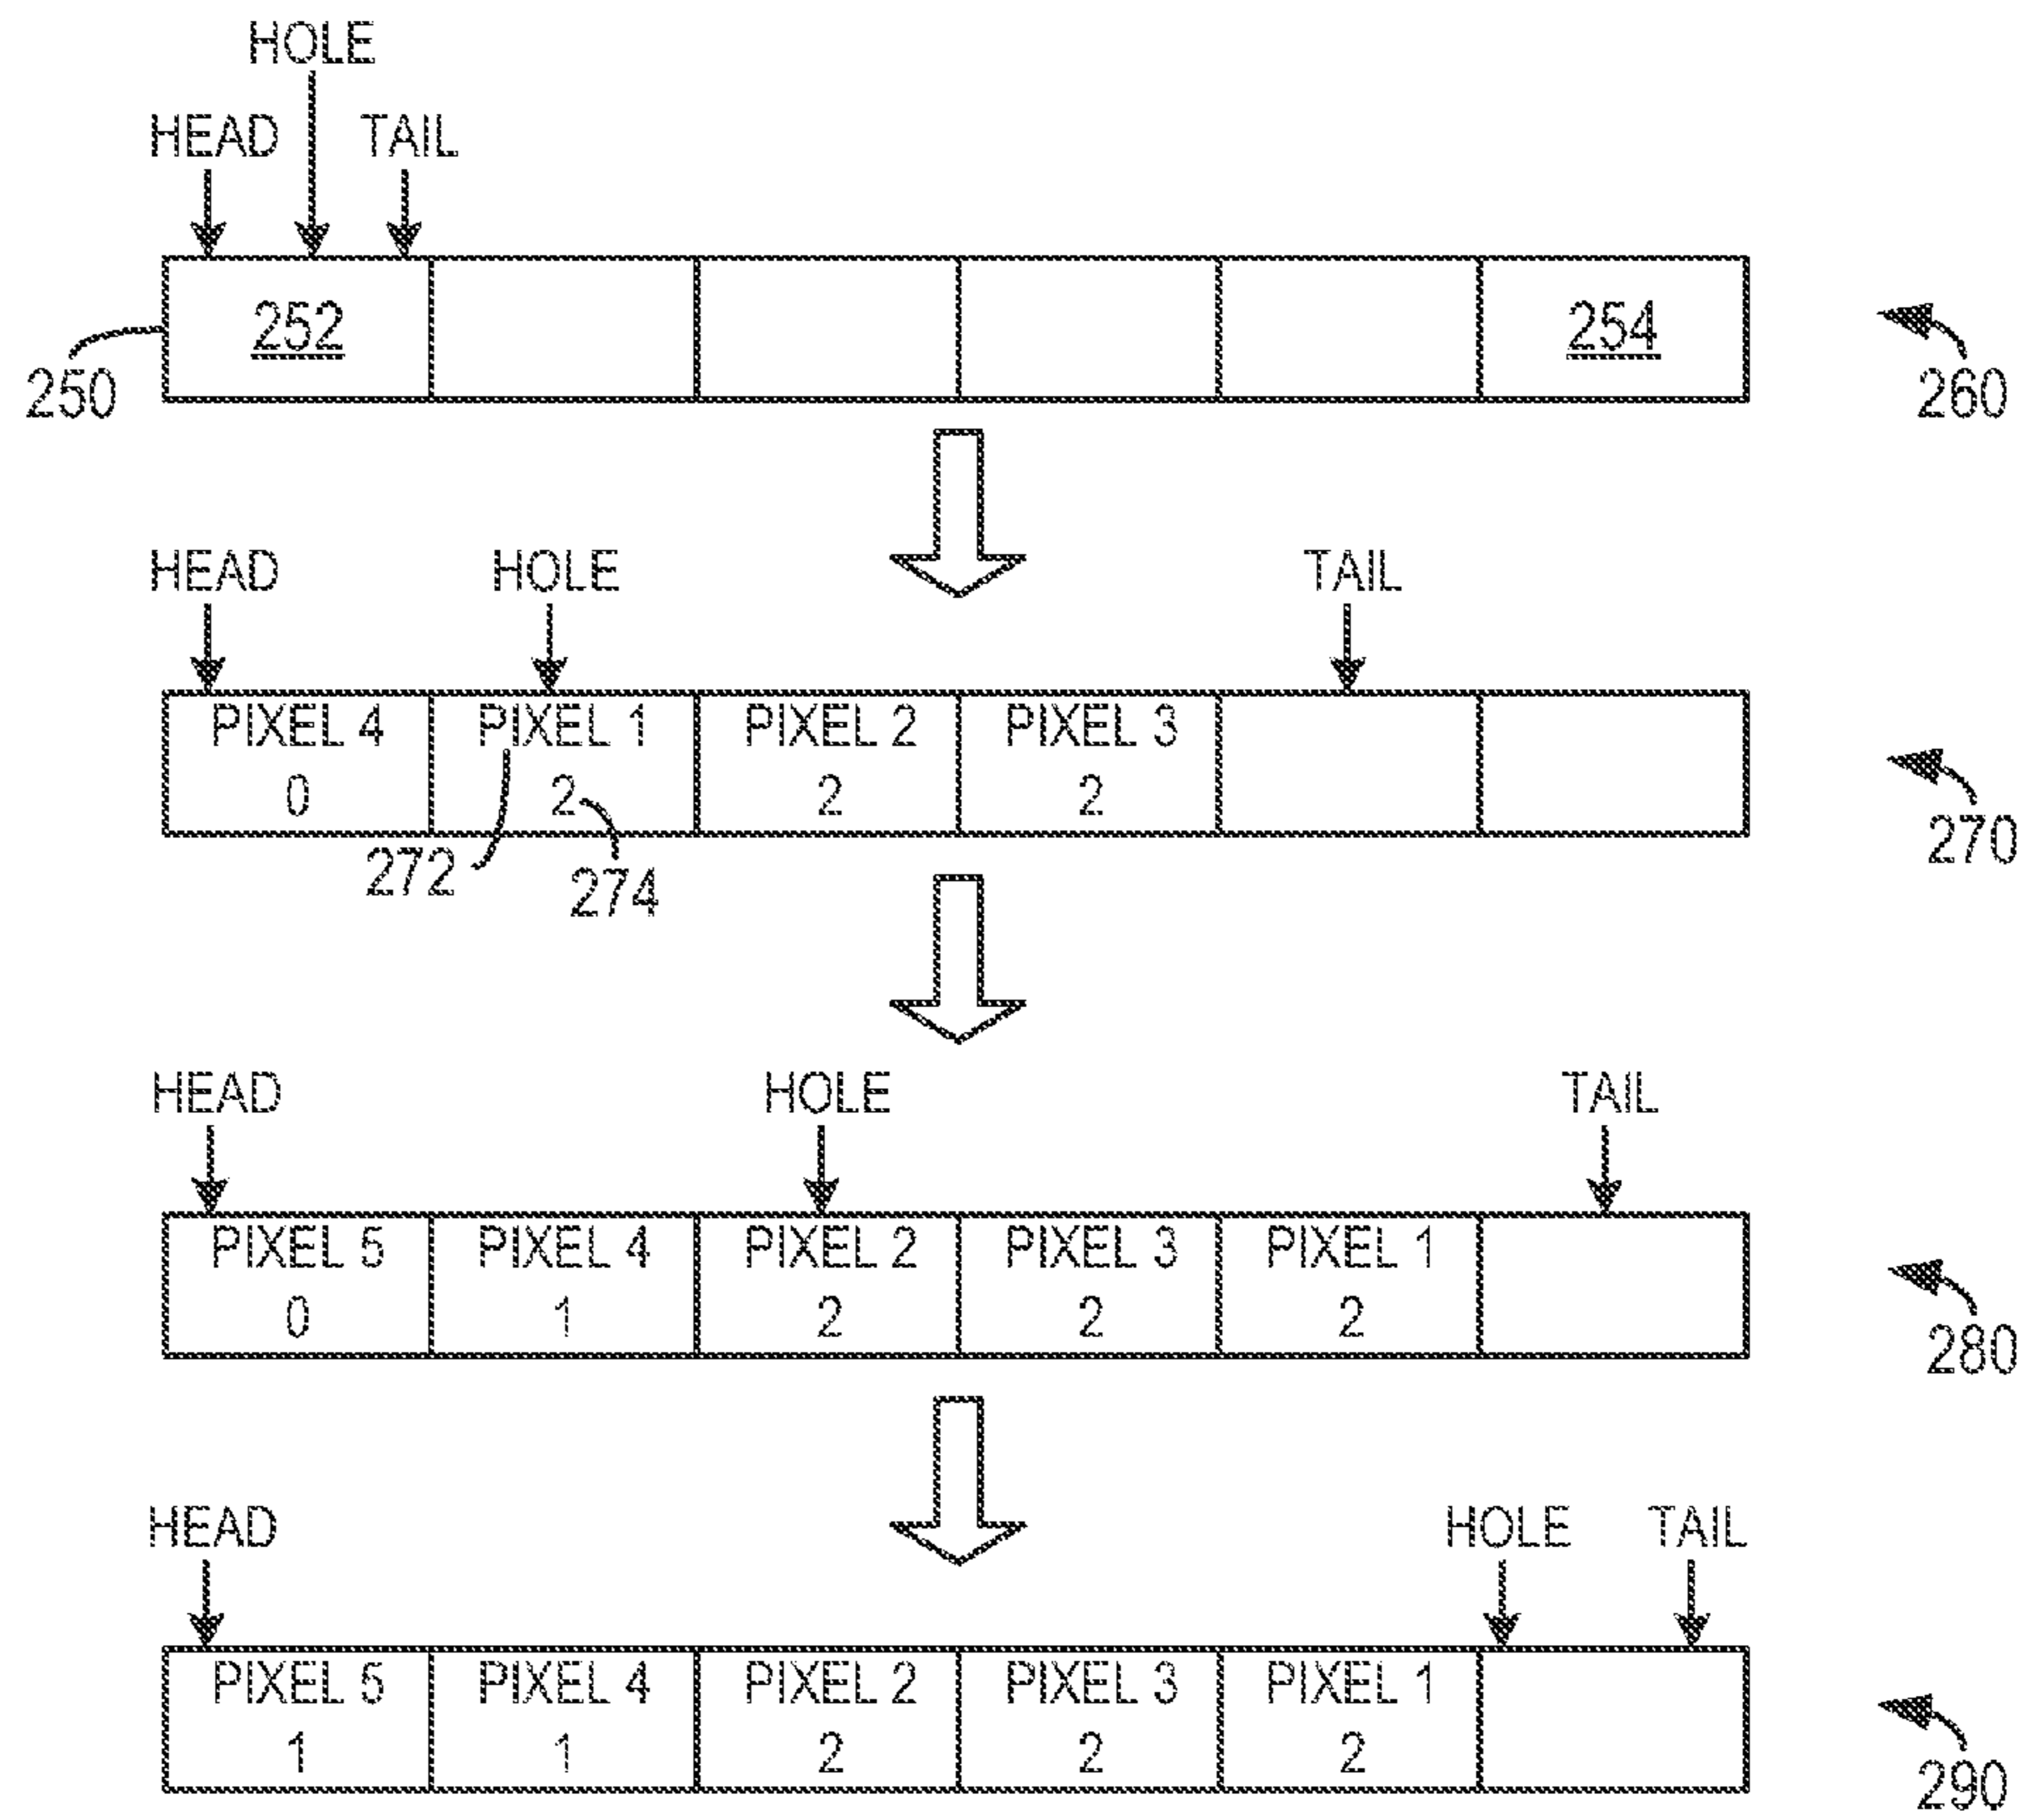 HOLE
HEAD TAIL
252 254
250 260
HEAD HOLE TAIL
PIXEL 4 PIXEL 1 PIXEL 2 PIXEL 3
0 2 2 2
272 274 270
HEAD HOLE TAIL
PIXEL 5 PIXEL 4 PIXEL 2 PIXEL 3 PIXEL 1
0 1 2 2 2
280
HEAD HOLE TAIL
PIXEL 5 PIXEL 4 PIXEL 2 PIXEL 3 PIXEL 1
1 1 2 2 2
290